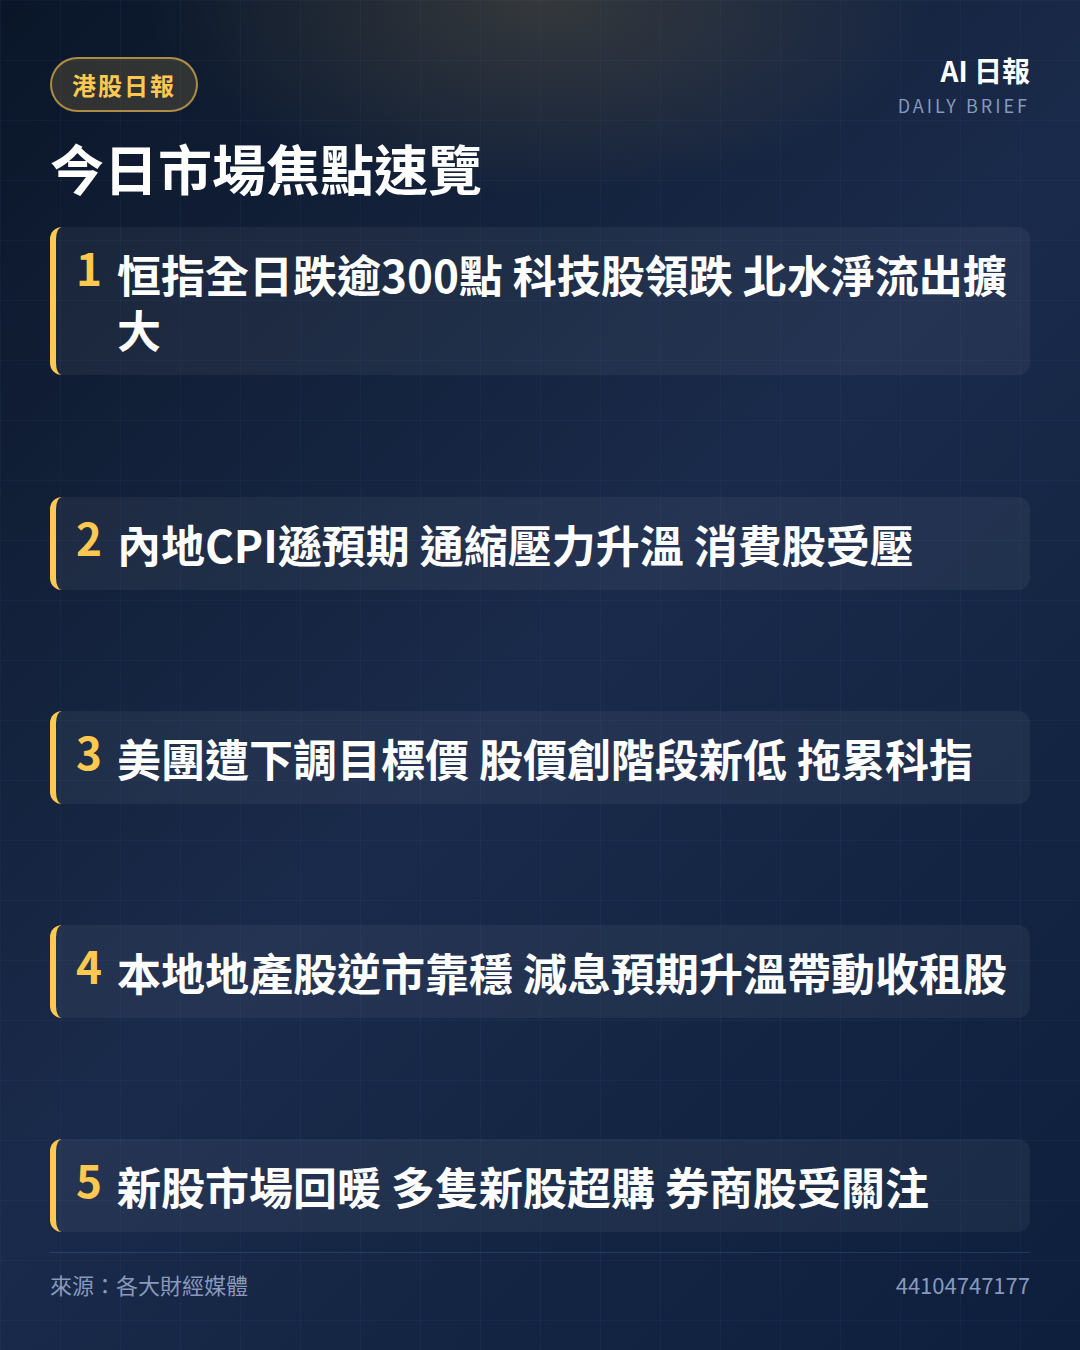 港股日報
AI 日報
DAILY BRIEF
今日市場焦點速覽
1 恒指全日跌逾300點 科技股領跌 北水淨流出擴
大
2 內地CPI遜預期 通縮壓力升溫 消費股受壓
3 美團遭下調目標價 股價創階段新低 拖累科指
4 本地地產股逆市靠穩 減息預期升溫帶動收租股
5 新股市場回暖 多隻新股超購 券商股受關注
來源：各大財經媒體
44104747177